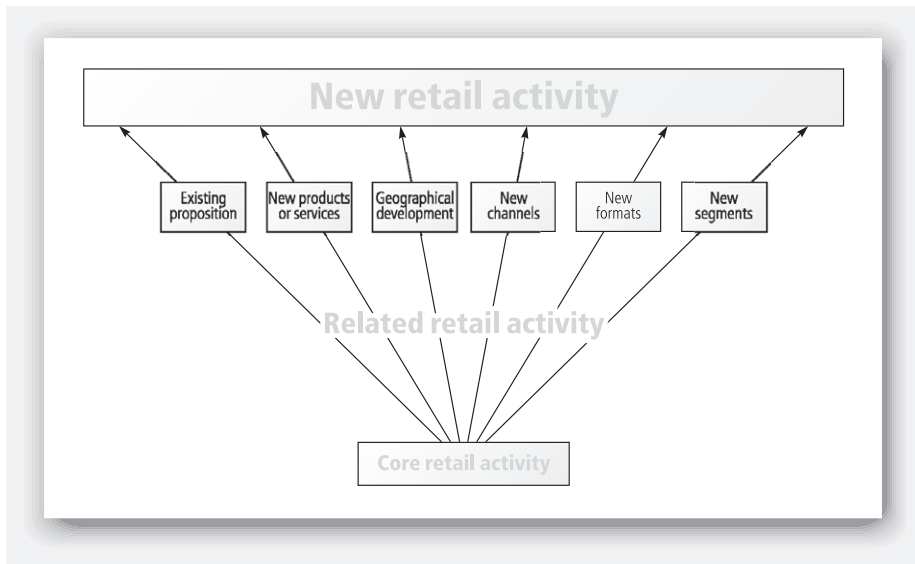 New retail activity
Existing
proposition
New products
or services
Geographical
development
New
channels
New
formats
New
segments
Related retail activity
Core retail activity